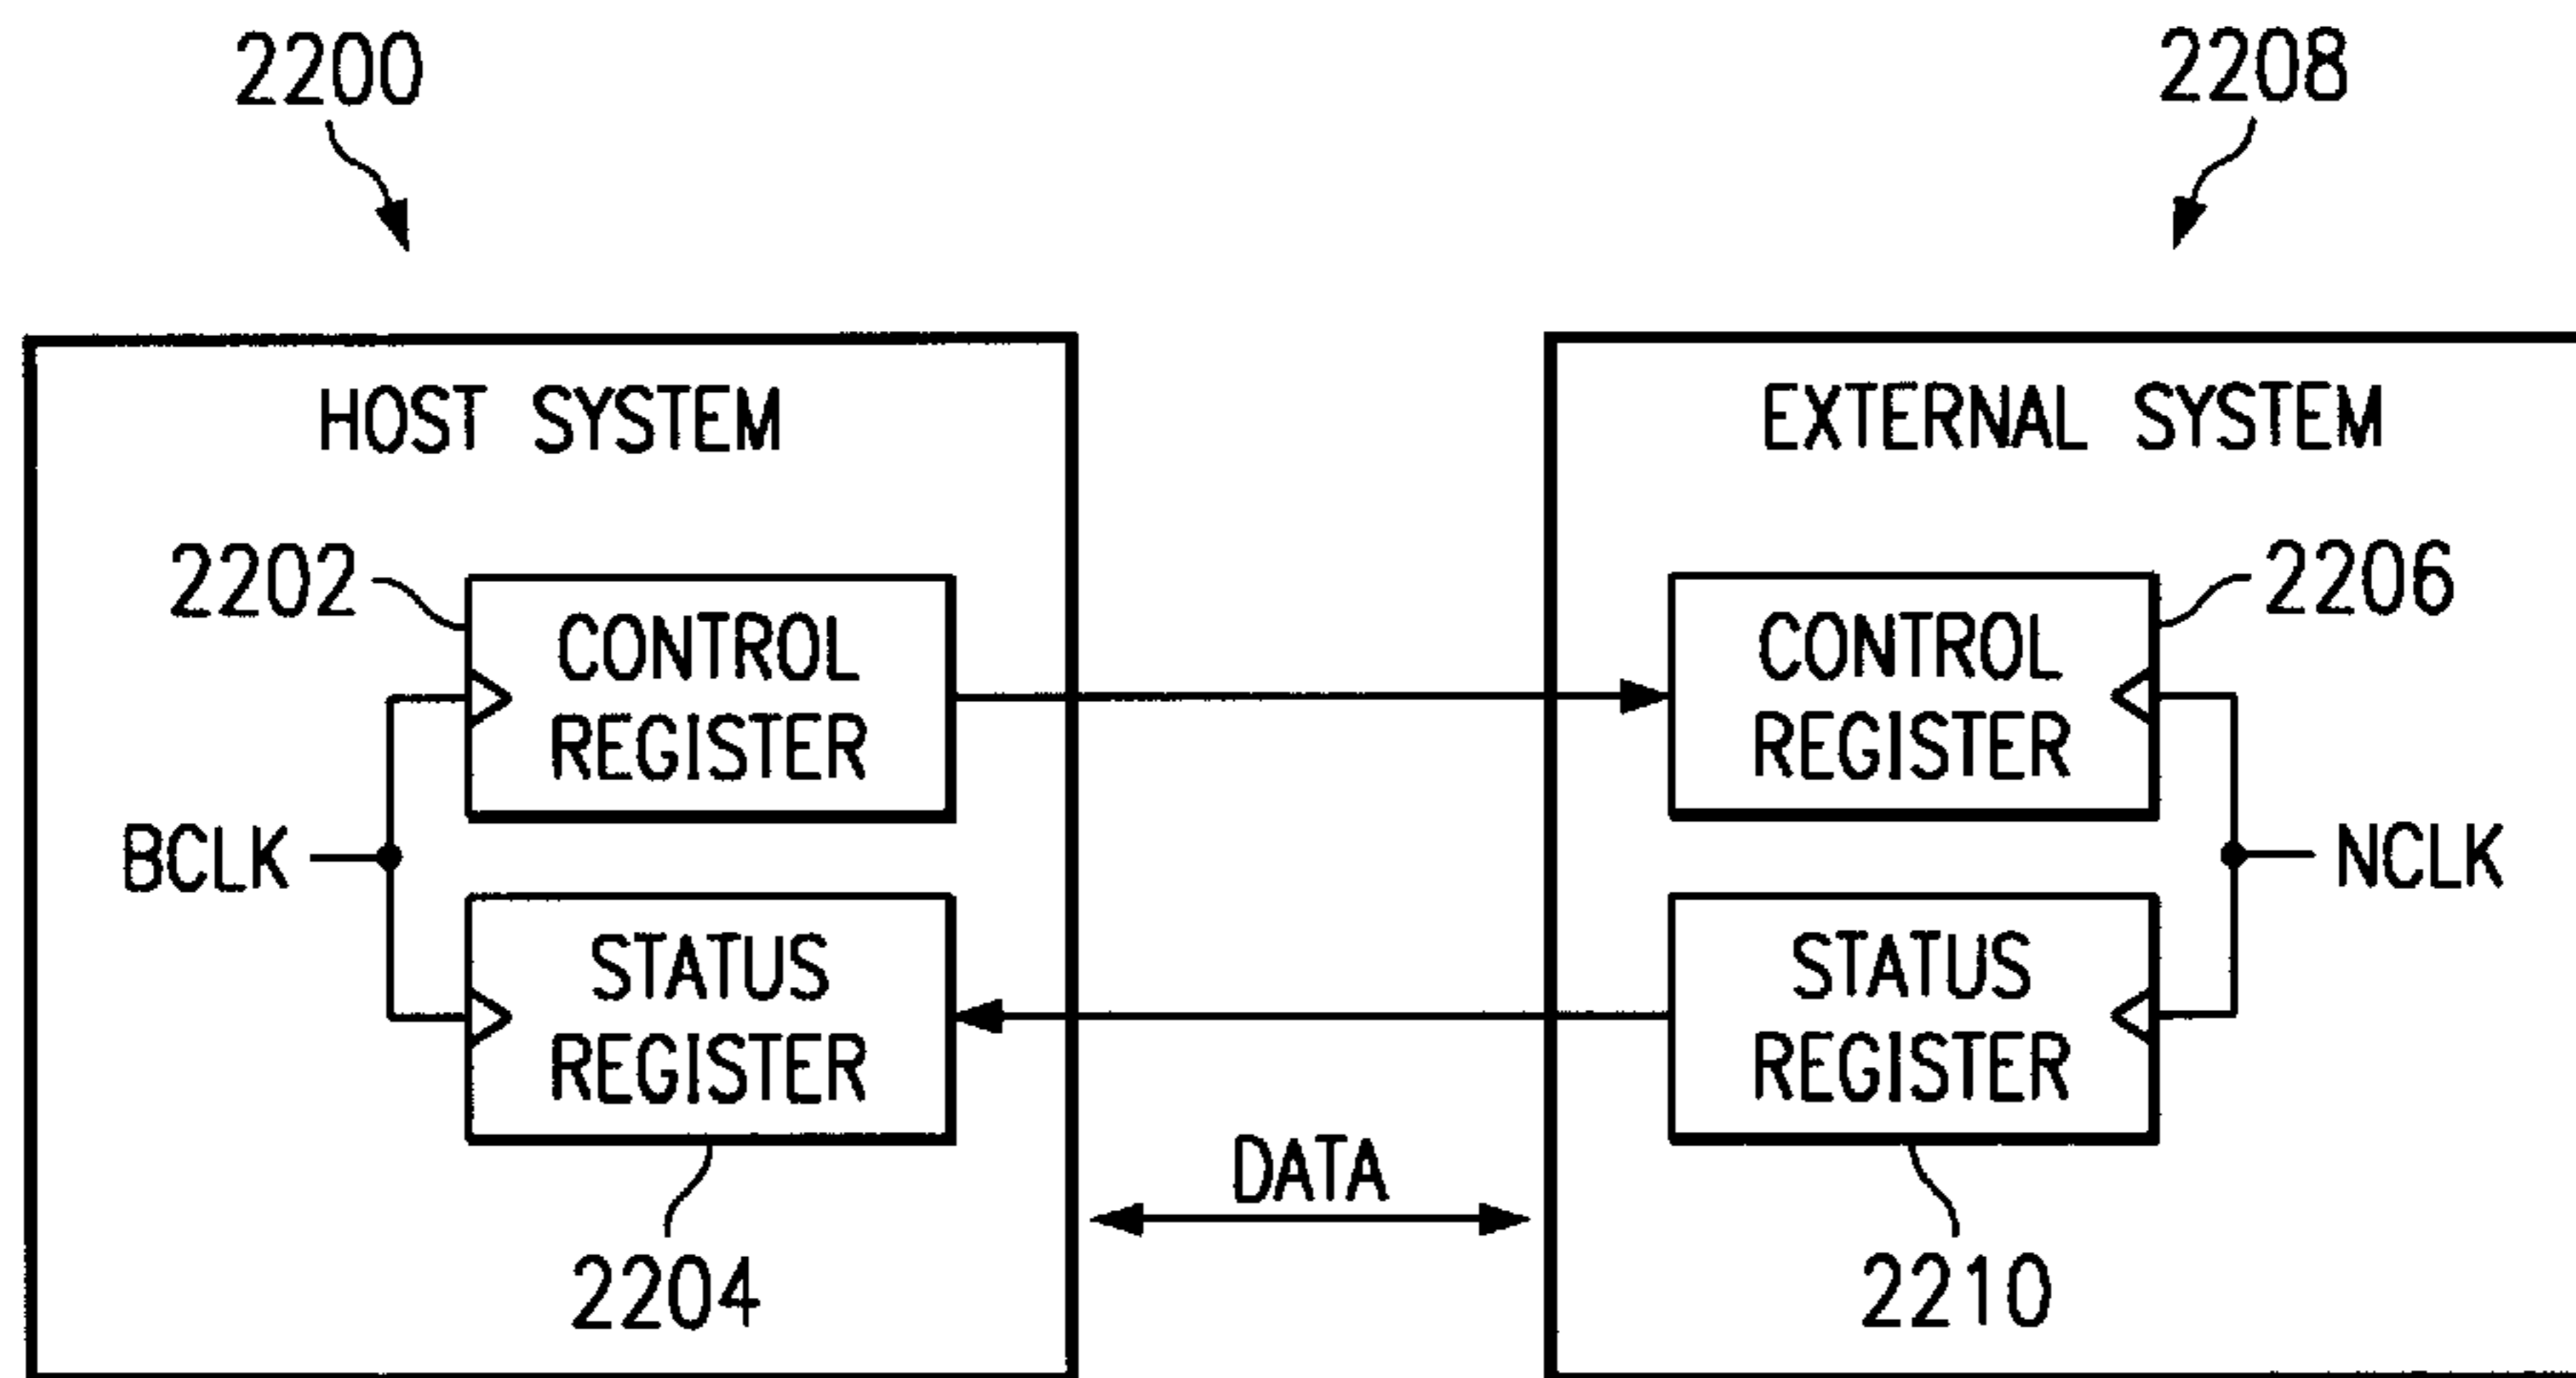 2200
2208
HOST SYSTEM
EXTERNAL SYSTEM
2202
CONTROL
REGISTER
CONTROL
REGISTER
2206
BCLK
NCLK
STATUS
REGISTER
STATUS
REGISTER
DATA
2204
2210